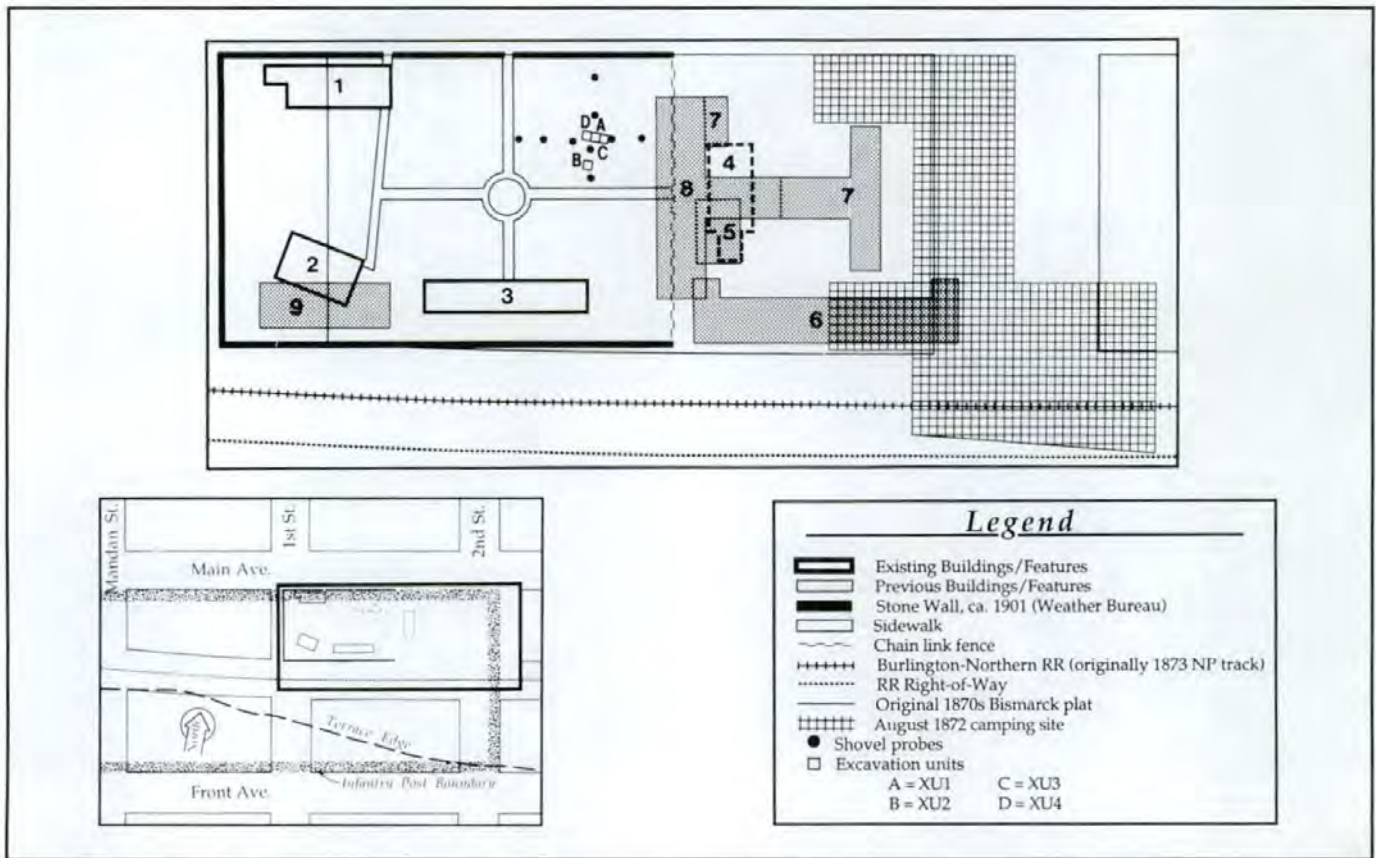 1
D A
C
B
7
4
8
7
5
2
3
9
6
Mandan St.
1st St.
2nd St.
Main Ave.
North
Terrace Edge
Infantry Post Boundary
Front Ave.
Legend
Existing Buildings/Features
Previous Buildings/Features
Stone Wall, ca. 1901 (Weather Bureau)
Sidewalk
Chain link fence
Burlington-Northern RR (originally 1873 NP track)
RR Right-of-Way
Original 1870s Bismarck plat
August 1872 camping site
Shovel probes
Excavation units
A = XU1 C = XU3
B = XU2 D = XU4